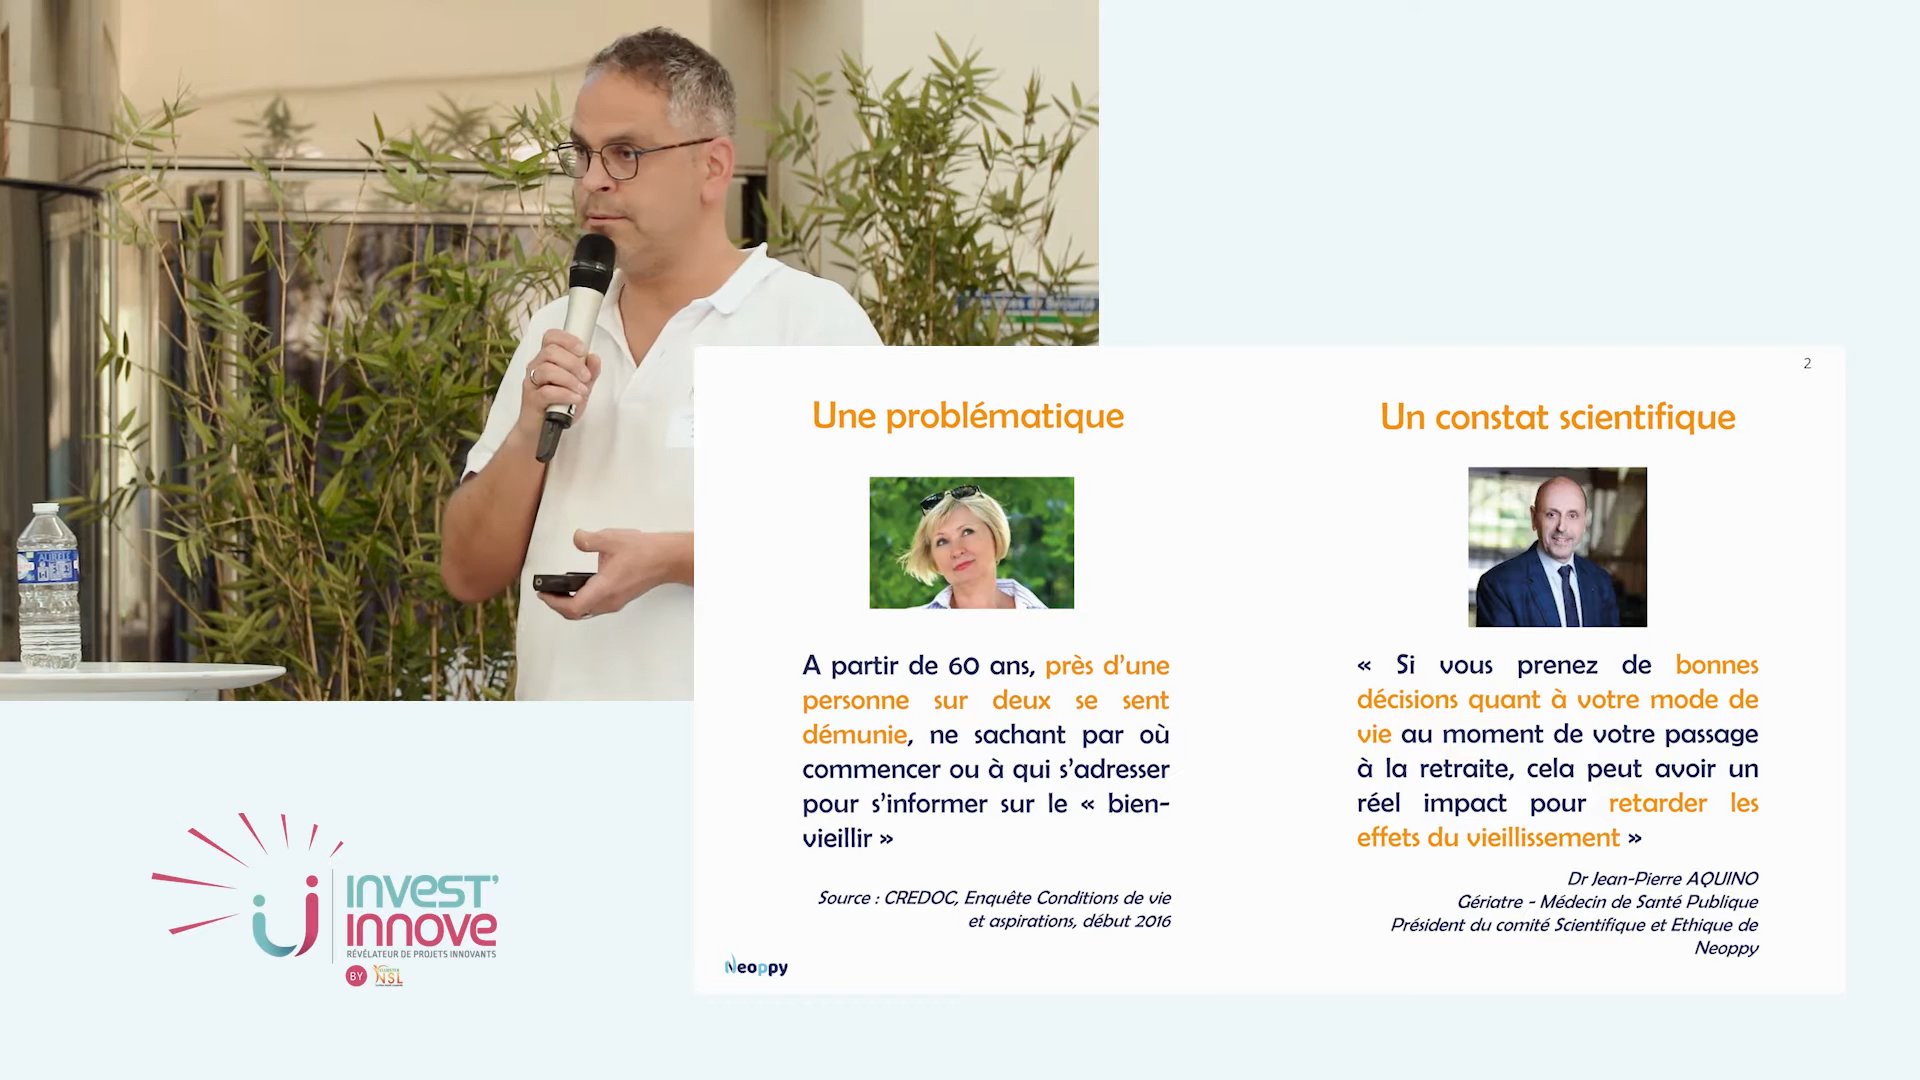 2
Une problématique
A partir de 60 ans, près d’une
personne sur deux se sent
démunie, ne sachant par où
commencer ou à qui s’adresser
pour s’informer sur le « bien-
vieillir »
Source : CREDOC, Enquête Conditions de vie
et aspirations, début 2016
Neoppy
Un constat scientifique
« Si vous prenez de bonnes
décisions quant à votre mode de
vie au moment de votre passage
à la retraite, cela peut avoir un
réel impact pour retarder les
effets du vieillissement »
Dr Jean-Pierre AQUINO
Gériatre - Médecin de Santé Publique
Président du comité Scientifique et Ethique de
Neoppy
INVEST’
INNOVE
RÉVÉLATEUR DE PROJETS INNOVANTS
BY
NSL